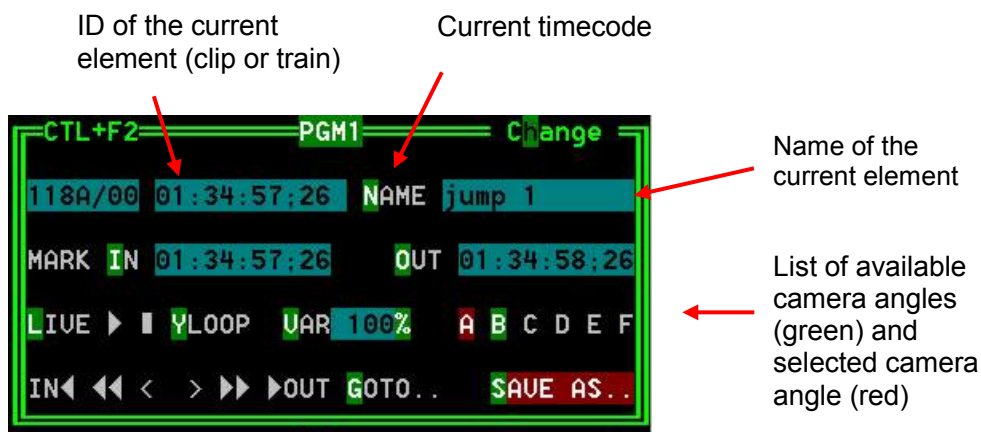 ID of the current
element (clip or train)
Current timecode
CTL+F2 PGM1 Change
118A/00 01:34:57;26 NAME jump 1
MARK IN 01:34:57;26 OUT 01:34:58;26
LIVE ▶ ■ YLOOP VAR 100% A B C D E F
IN◀ ◀◀ < > ▶▶ ▶OUT GOTO.. SAVE AS..
Name of the
current element
List of available
camera angles
(green) and
selected camera
angle (red)